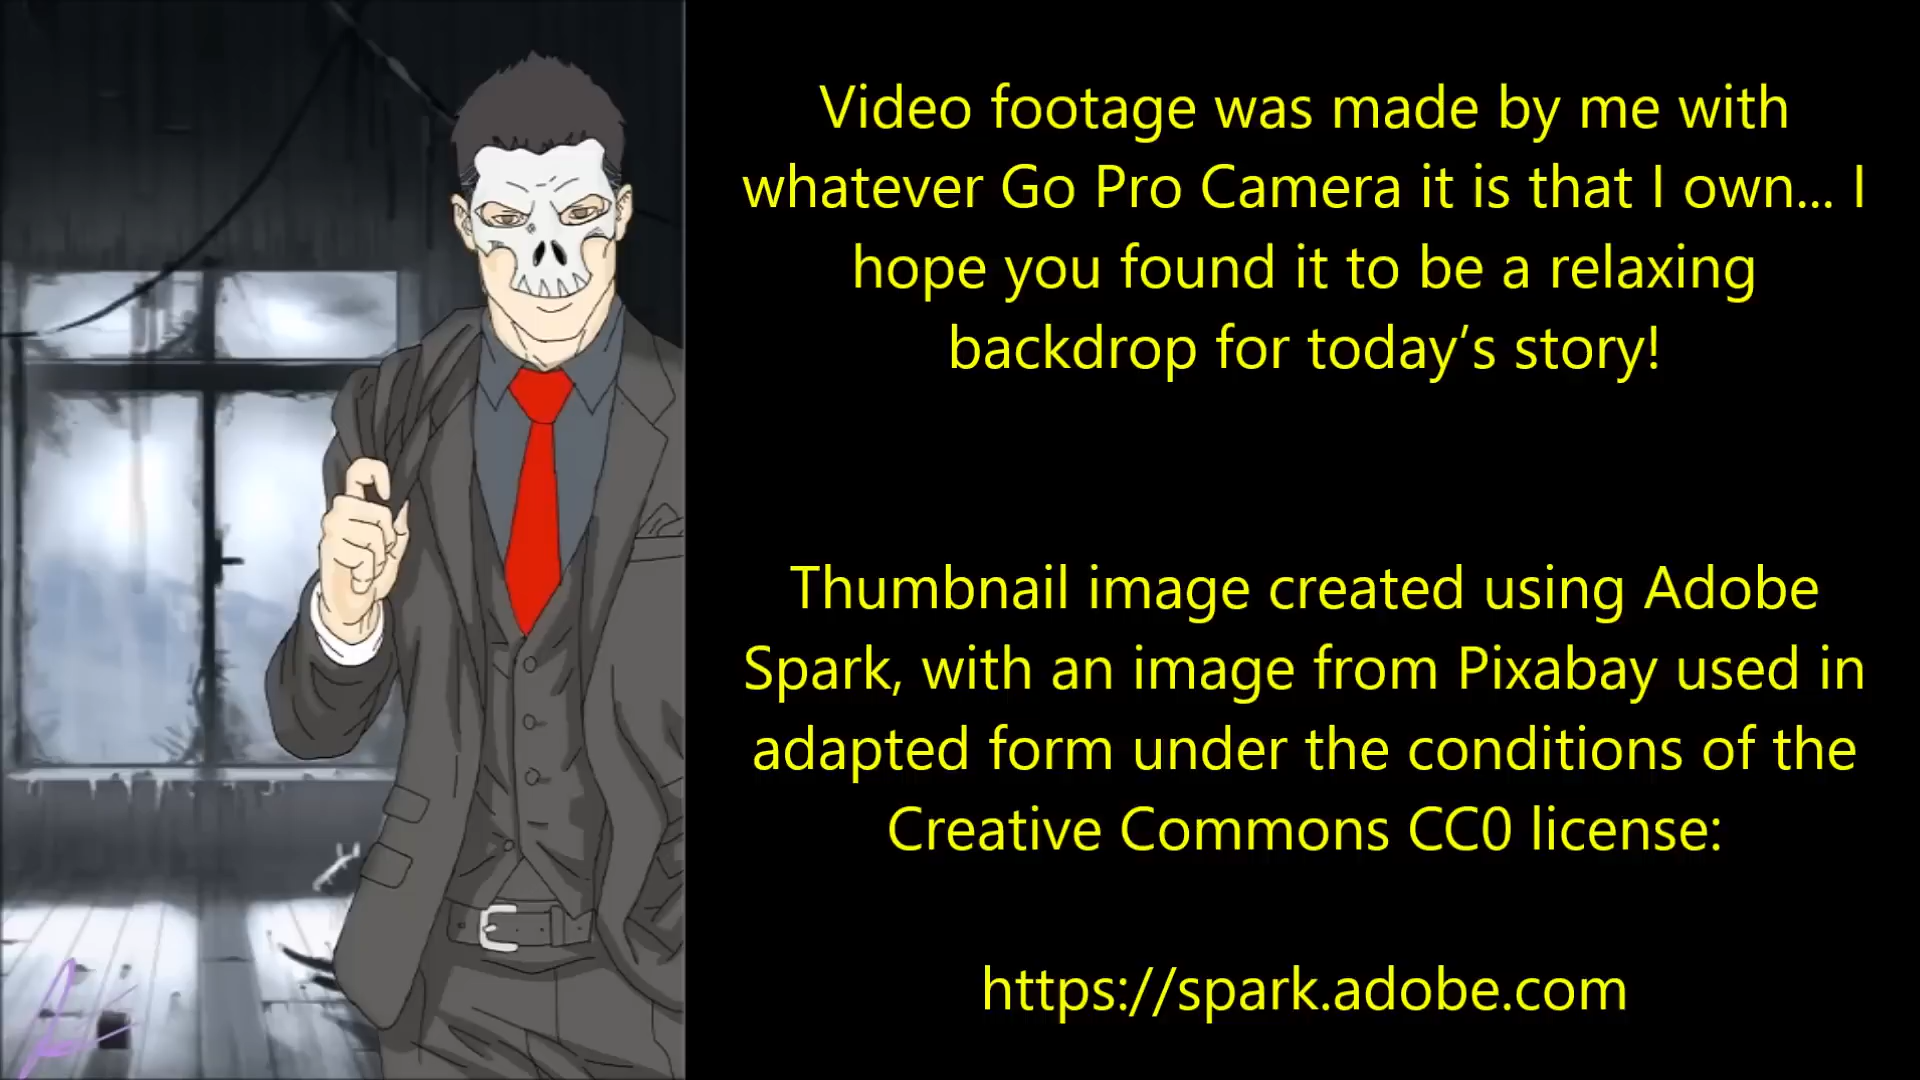 Video footage was made by me with
whatever Go Pro Camera it is that I own... I
hope you found it to be a relaxing
backdrop for today’s story!
Thumbnail image created using Adobe
Spark, with an image from Pixabay used in
adapted form under the conditions of the
Creative Commons CC0 license:
https://spark.adobe.com